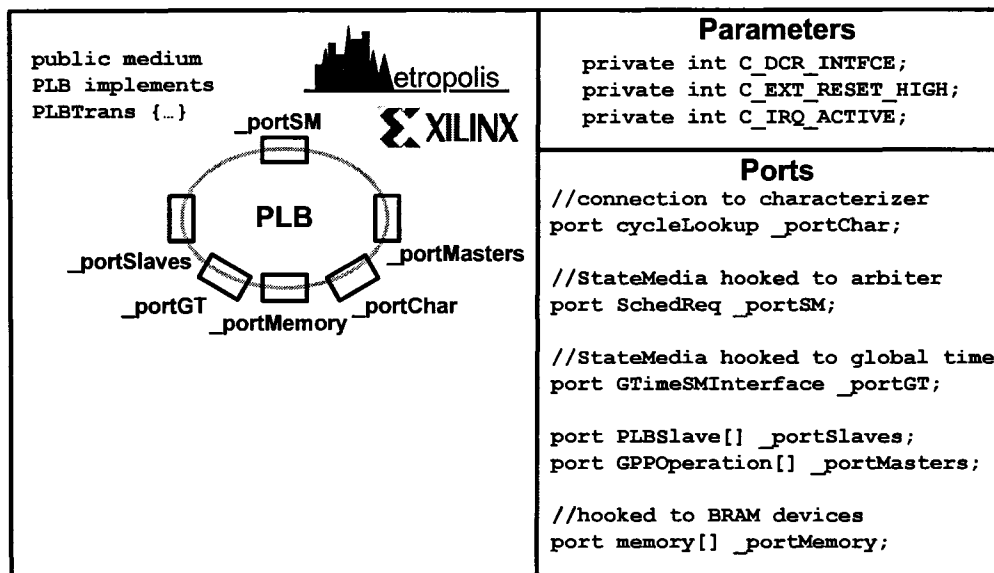 public medium
PLB implements
PLBTrans {…}
etropolis
XILINX
_portSM
PLB
_portSlaves
_portMasters
_portGT
_portMemory
_portChar
Parameters
private int C_DCR_INTFCE;
private int C_EXT_RESET_HIGH;
private int C_IRQ_ACTIVE;
Ports
//connection to characterizer
port cycleLookup _portChar;
//StateMedia hooked to arbiter
port SchedReq _portSM;
//StateMedia hooked to global time
port GTimeSMInterface _portGT;
port PLBSlave[] _portSlaves;
port GPPOperation[] _portMasters;
//hooked to BRAM devices
port memory[] _portMemory;